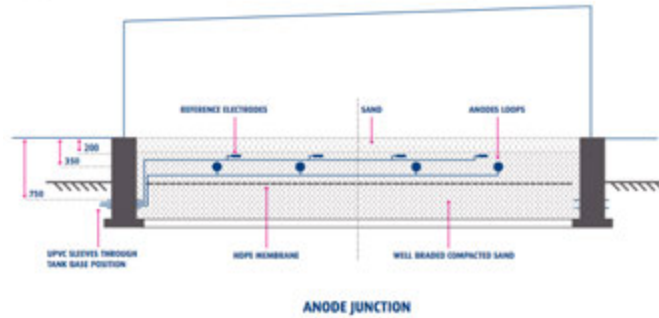 REFERENCE ELECTRODES
SAND
ANODES LOOPS
200
350
750
UPVC SLEEVES THROUGH
TANK BASE POSITION
HDPE MEMBRANE
WELL BRADED COMPACTED SAND
ANODE JUNCTION